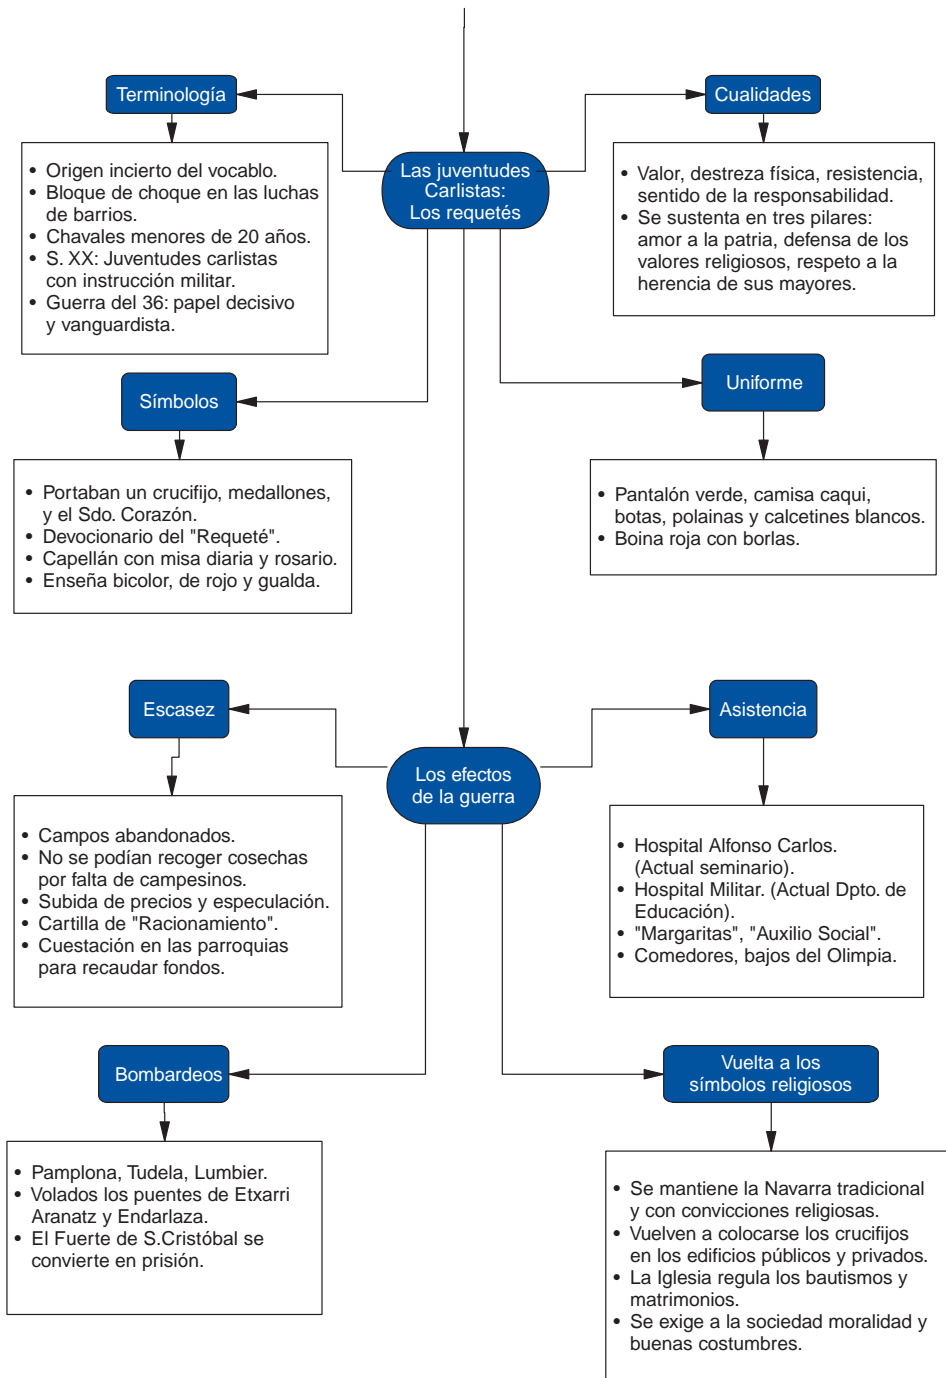 Las juventudes
Carlistas:
Los requetés
Terminología
• Origen incierto del vocablo.
• Bloque de choque en las luchas
de barrios.
• Chavales menores de 20 años.
• S. XX: Juventudes carlistas
con instrucción militar.
• Guerra del 36: papel decisivo
y vanguardista.
Cualidades
• Valor, destreza física, resistencia,
sentido de la responsabilidad.
• Se sustenta en tres pilares:
amor a la patria, defensa de los
valores religiosos, respeto a la
herencia de sus mayores.
Símbolos
• Portaban un crucifijo, medallones,
y el Sdo. Corazón.
• Devocionario del "Requeté".
• Capellán con misa diaria y rosario.
• Enseña bicolor, de rojo y gualda.
Uniforme
• Pantalón verde, camisa caqui,
botas, polainas y calcetines blancos.
• Boina roja con borlas.
Los efectos
de la guerra
Escasez
• Campos abandonados.
• No se podían recoger cosechas
por falta de campesinos.
• Subida de precios y especulación.
• Cartilla de "Racionamiento".
• Cuestación en las parroquias
para recaudar fondos.
Asistencia
• Hospital Alfonso Carlos.
(Actual seminario).
• Hospital Militar. (Actual Dpto. de
Educación).
• "Margaritas", "Auxilio Social".
• Comedores, bajos del Olimpia.
Bombardeos
• Pamplona, Tudela, Lumbier.
• Volados los puentes de Etxarri
Aranatz y Endarlaza.
• El Fuerte de S.Cristóbal se
convierte en prisión.
Vuelta a los
símbolos religiosos
• Se mantiene la Navarra tradicional
y con convicciones religiosas.
• Vuelven a colocarse los crucifijos
en los edificios públicos y privados.
• La Iglesia regula los bautismos y
matrimonios.
• Se exige a la sociedad moralidad y
buenas costumbres.